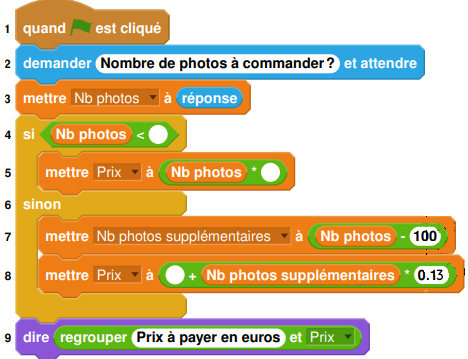 1 quand est cliqué
2 demander Nombre de photos à commander ? et attendre
3 mettre Nb photos à réponse
4 si Nb photos <
5 mettre Prix à Nb photos *
6 sinon
7 mettre Nb photos supplémentaires à Nb photos - 100
8 mettre Prix à + Nb photos supplémentaires * 0.13
9 dire regrouper Prix à payer en euros et Prix